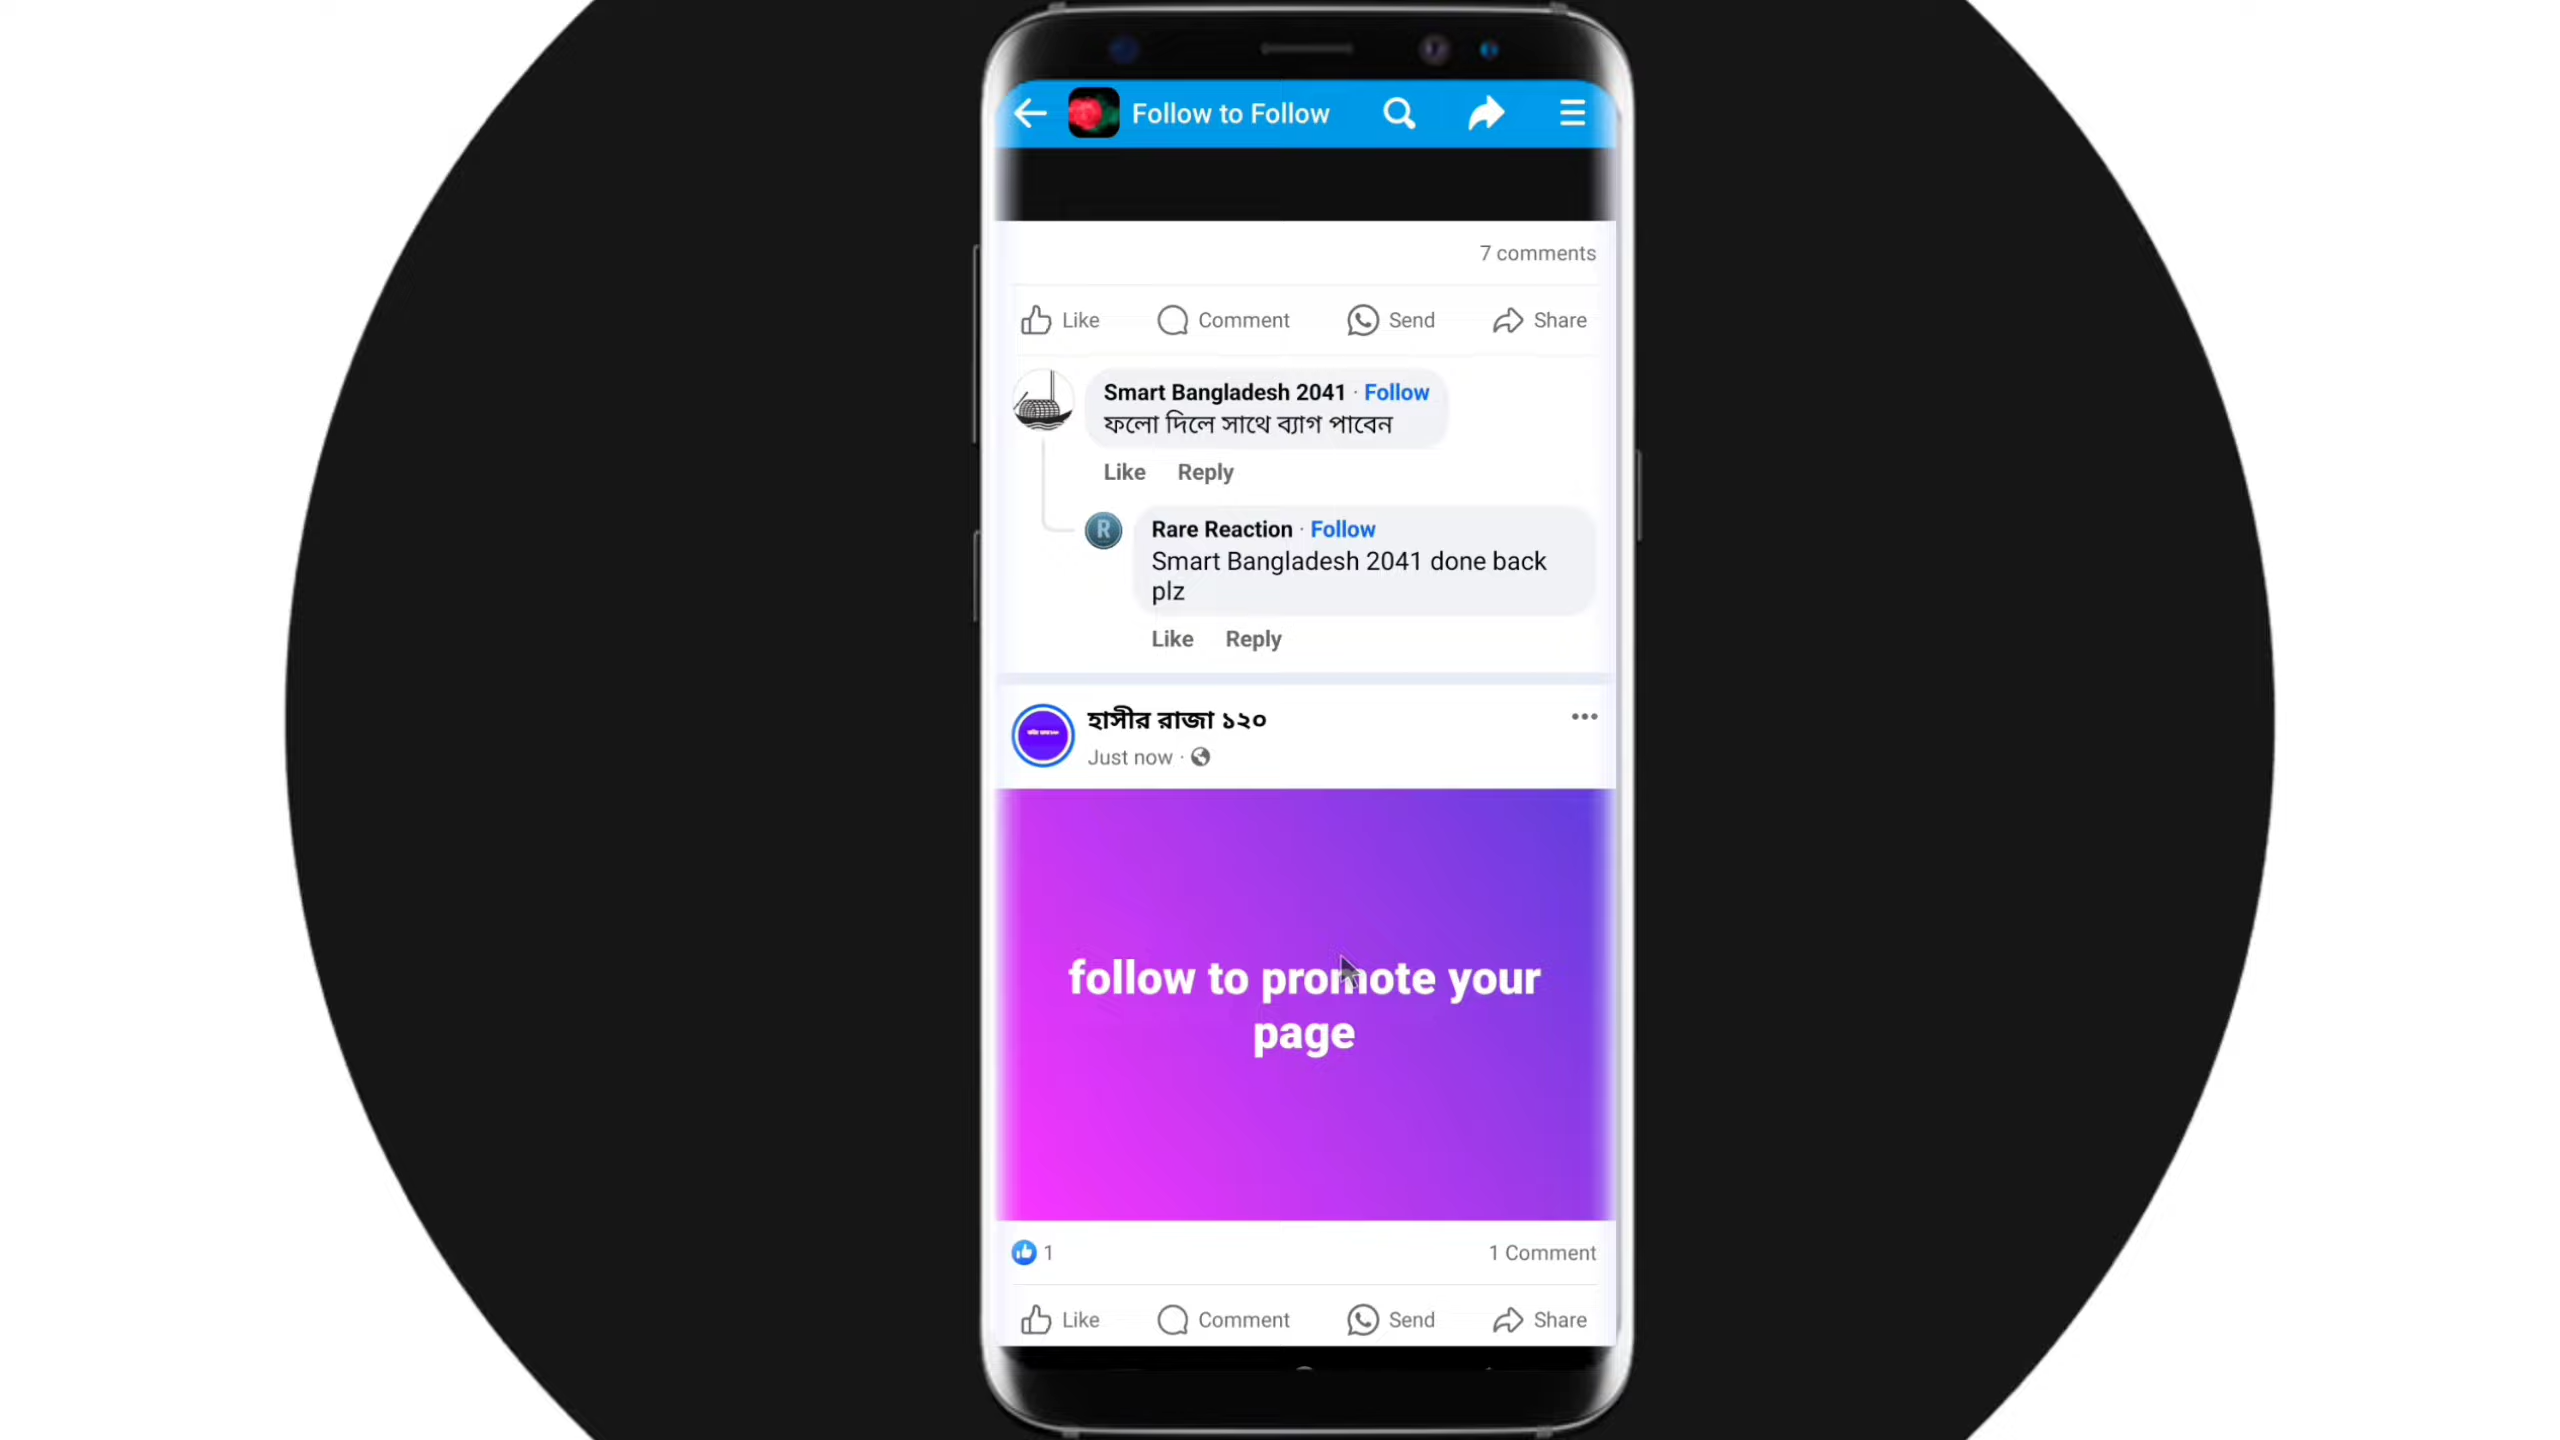 Follow to Follow
7 comments
Like Comment Send Share
Smart Bangladesh 2041 · Follow
ফলো দিলে সাথে ব্যাগ পাবেন
Like Reply
R
Rare Reaction · Follow
Smart Bangladesh 2041 done back
plz
Like Reply
হাসীর রাজা ১২০
Just now ·
follow to promote your
page
1 1 Comment
Like Comment Send Share